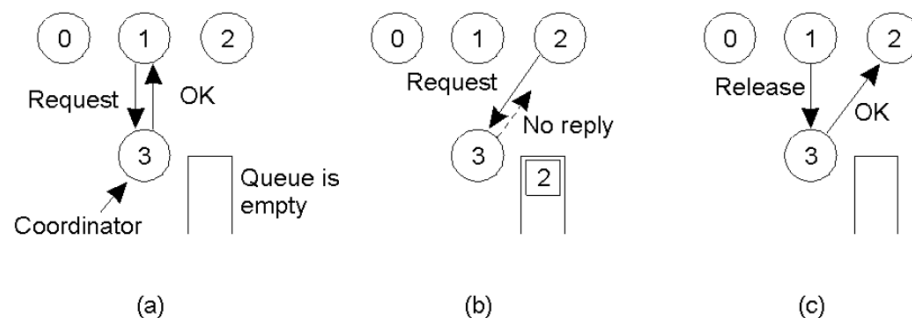 0 1 2
Request OK
3
Queue is
empty
Coordinator
(a)
0 1 2
Request
No reply
3
2
(b)
0 1 2
Release
OK
3
(c)